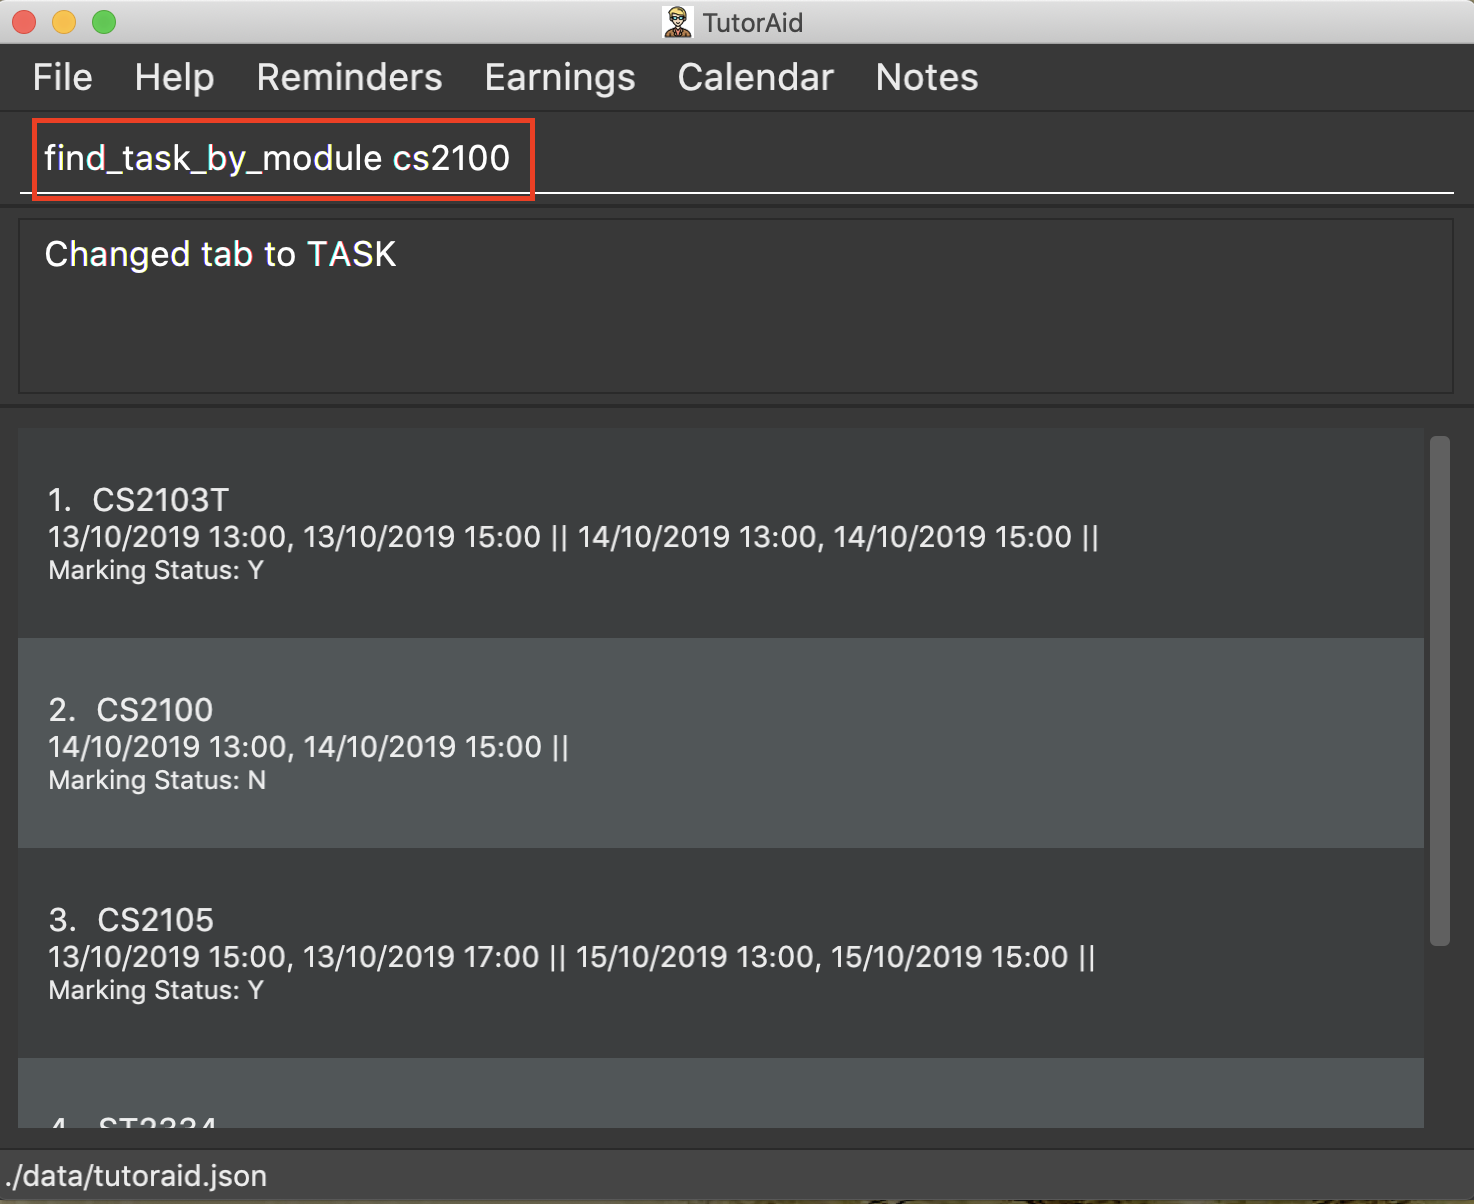 TutorAid
File Help Reminders Earnings Calendar Notes
find_task_by_module cs2100
Changed tab to TASK
1. CS2103T
13/10/2019 13:00, 13/10/2019 15:00 || 14/10/2019 13:00, 14/10/2019 15:00 ||
Marking Status: Y
2. CS2100
14/10/2019 13:00, 14/10/2019 15:00 ||
Marking Status: N
3. CS2105
13/10/2019 15:00, 13/10/2019 17:00 || 15/10/2019 13:00, 15/10/2019 15:00 ||
Marking Status: Y
4. ST2334
./data/tutoraid.json